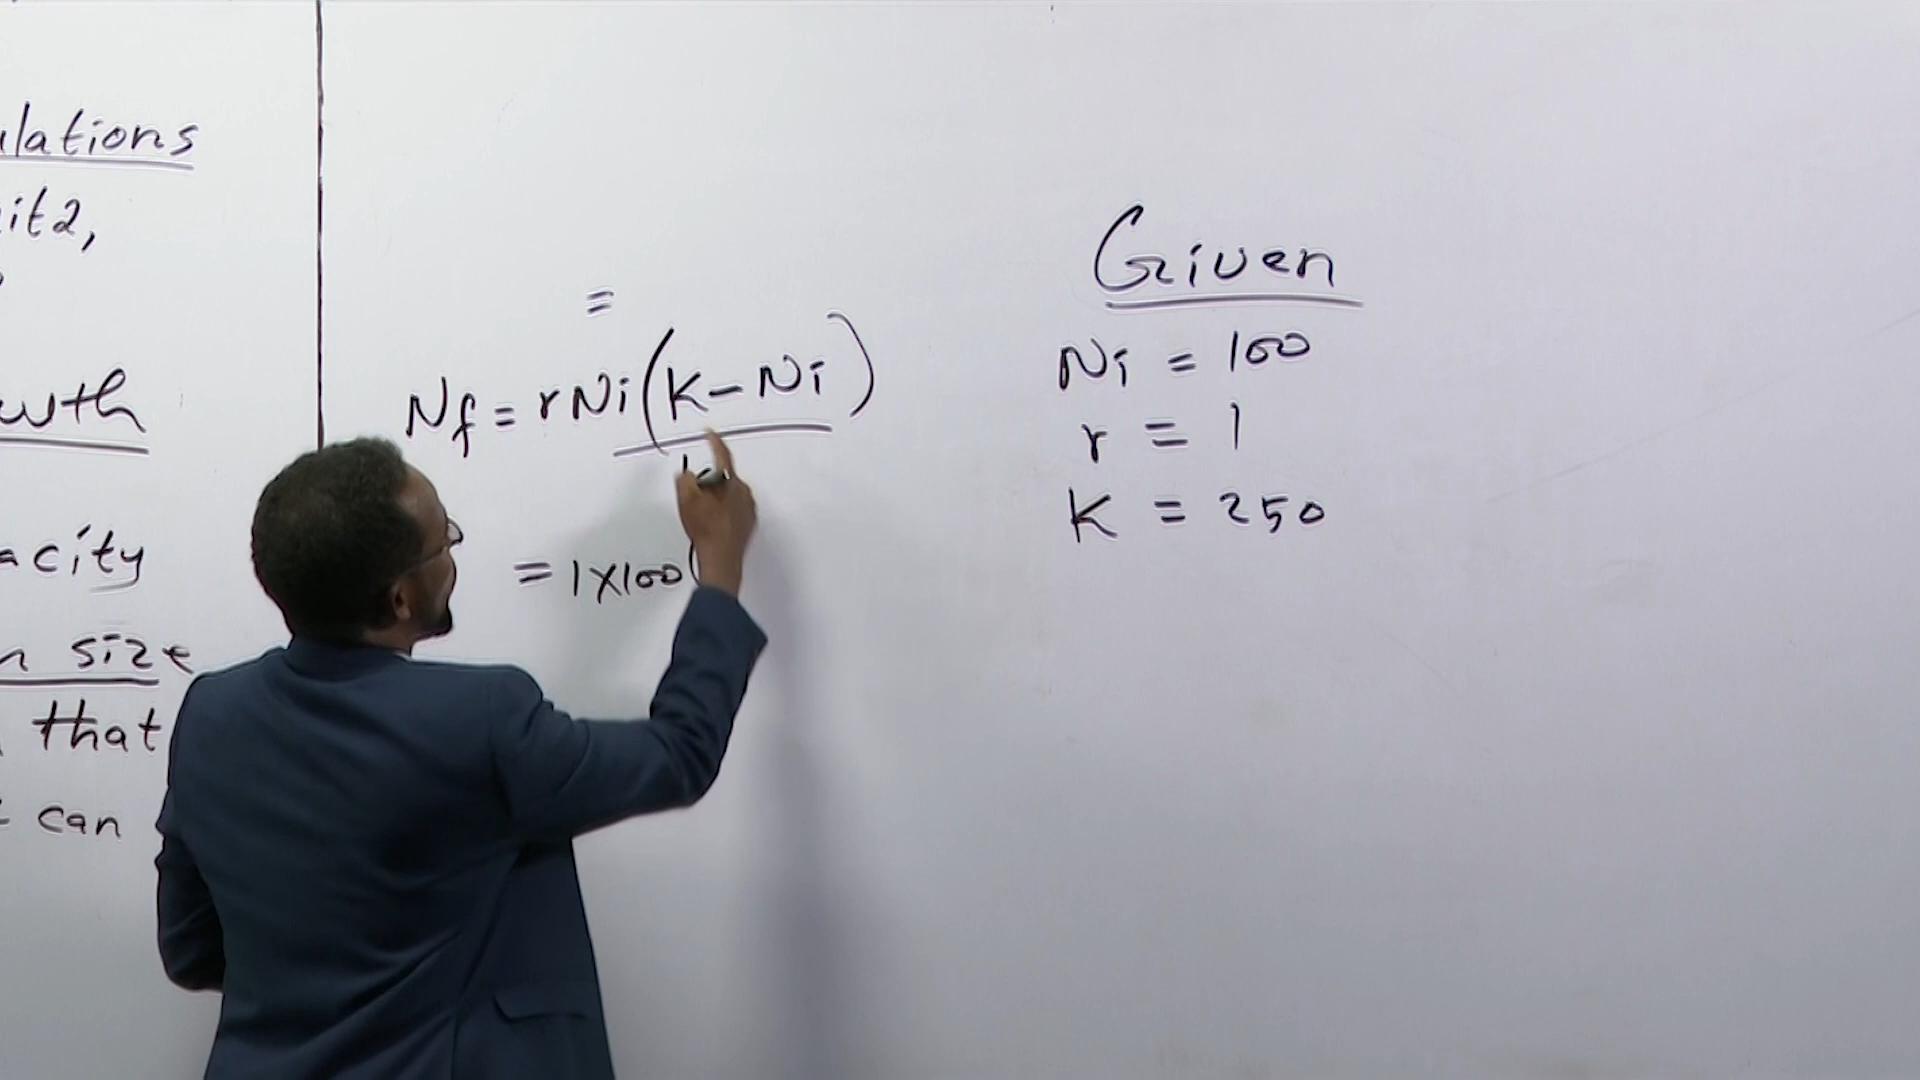 ulations
it2,
wth
acity
n size
that
can
=
Nf = rNi(K-Ni)
K
= 1x100(
Given
Ni = 100
r = 1
K = 250